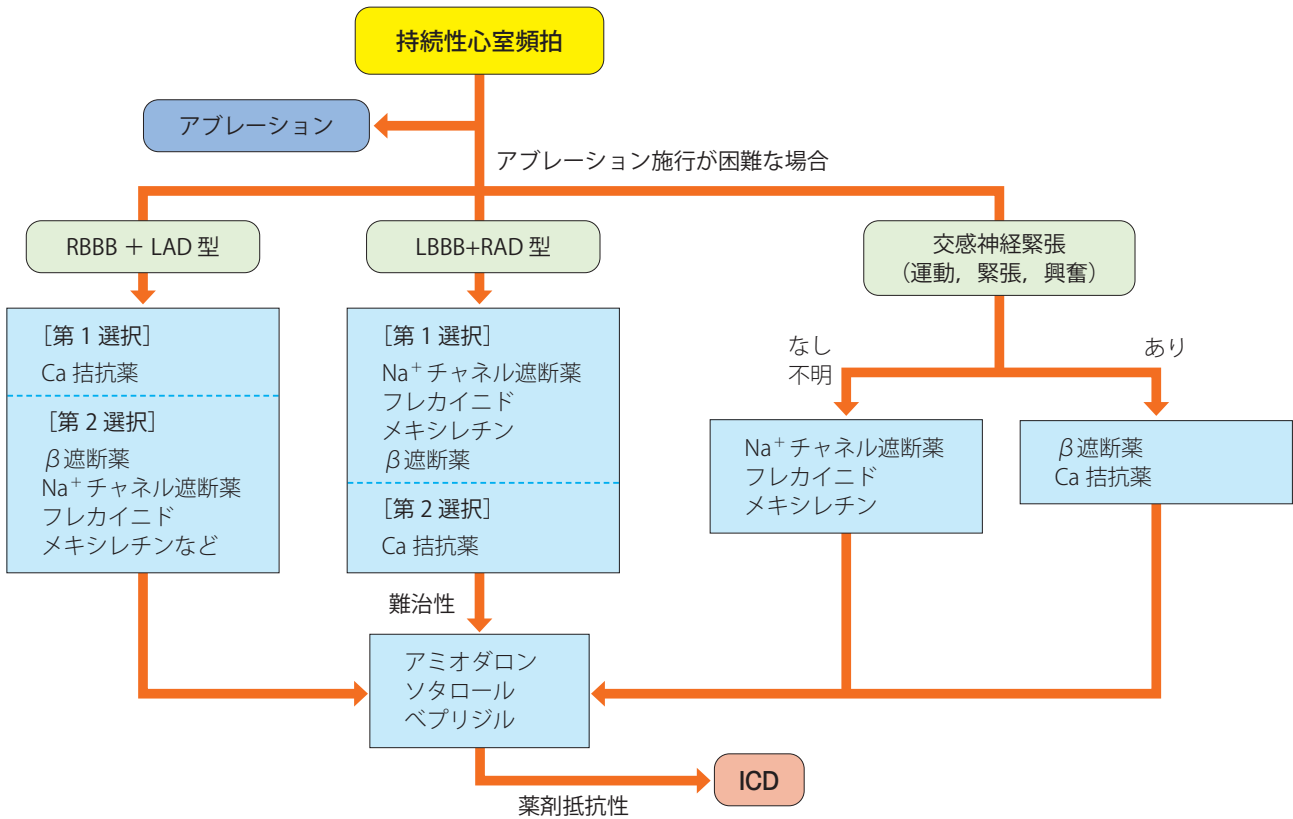 持続性心室頻拍
アブレーション
アブレーション施行が困難な場合
RBBB + LAD 型
LBBB+RAD 型
交感神経緊張
（運動，緊張，興奮）
［第 1 選択］
Ca 拮抗薬
［第 2 選択］
β遮断薬
Na⁺ チャネル遮断薬
フレカイニド
メキシレチンなど
［第 1 選択］
Na⁺ チャネル遮断薬
フレカイニド
メキシレチン
β遮断薬
［第 2 選択］
Ca 拮抗薬
なし
不明
あり
Na⁺ チャネル遮断薬
フレカイニド
メキシレチン
β遮断薬
Ca 拮抗薬
難治性
アミオダロン
ソタロール
ベプリジル
薬剤抵抗性
ICD